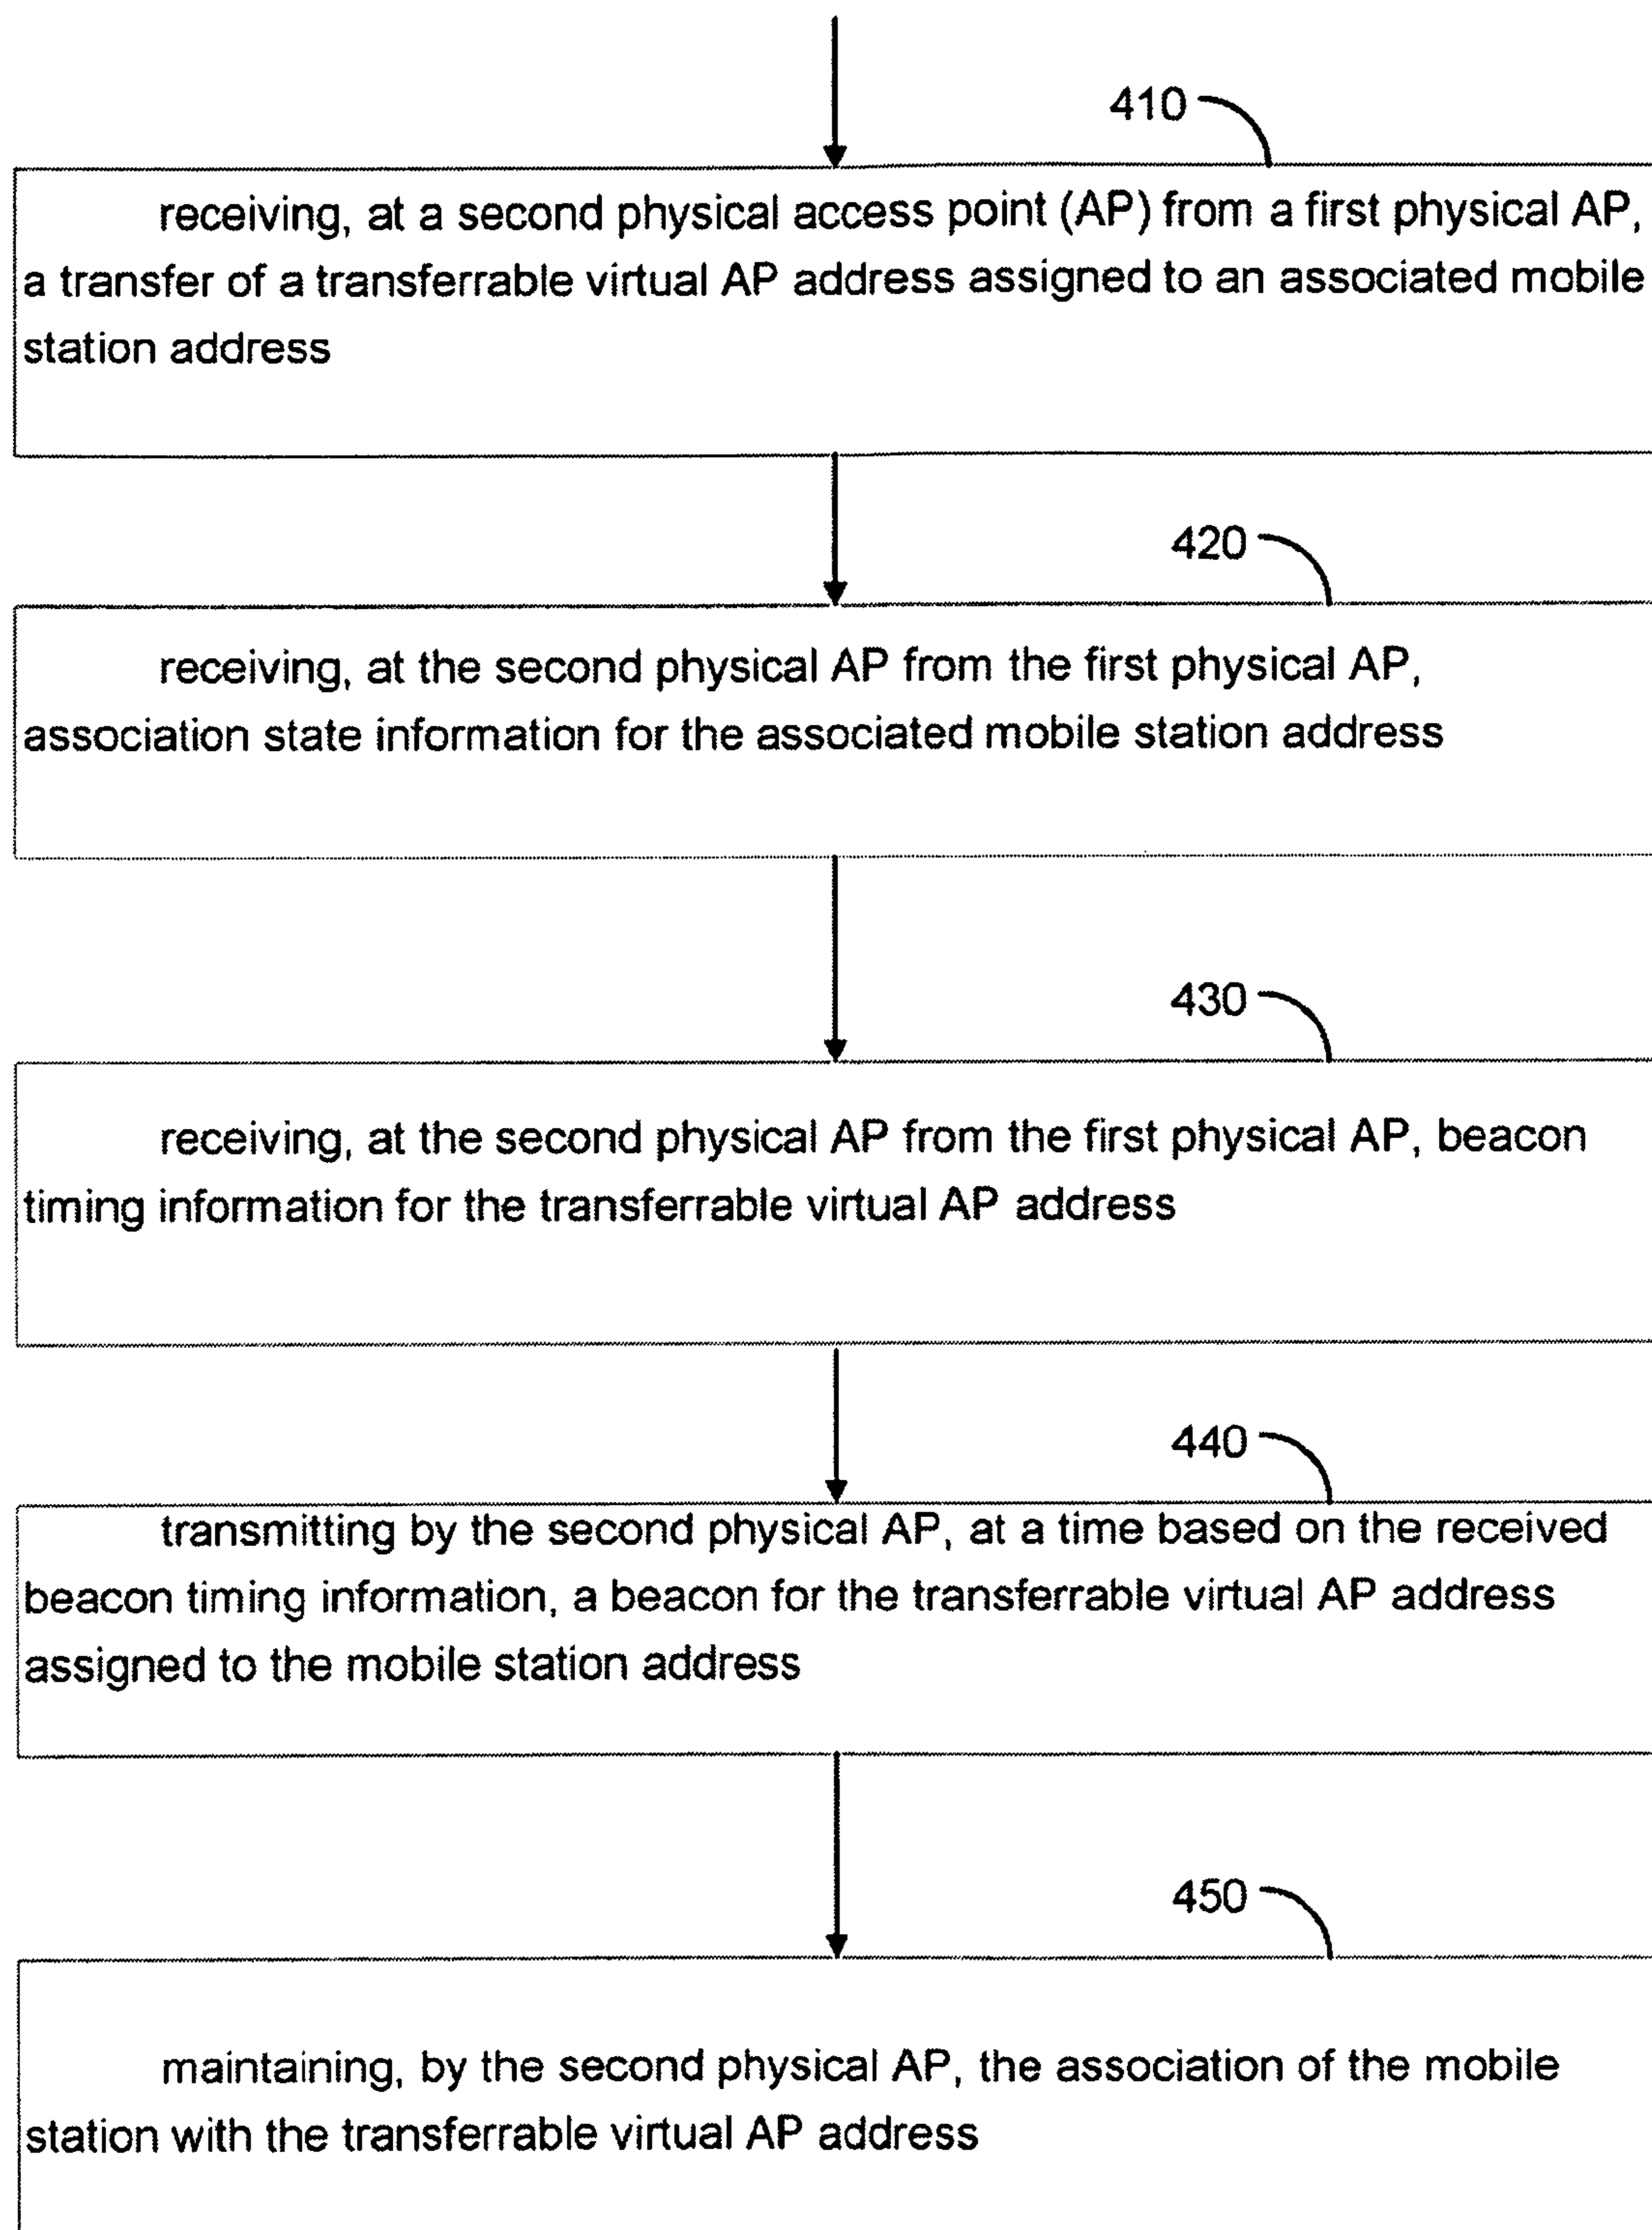 410
receiving, at a second physical access point (AP) from a first physical AP,
a transfer of a transferrable virtual AP address assigned to an associated mobile
station address
420
receiving, at the second physical AP from the first physical AP,
association state information for the associated mobile station address
430
receiving, at the second physical AP from the first physical AP, beacon
timing information for the transferrable virtual AP address
440
transmitting by the second physical AP, at a time based on the received
beacon timing information, a beacon for the transferrable virtual AP address
assigned to the mobile station address
450
maintaining, by the second physical AP, the association of the mobile
station with the transferrable virtual AP address